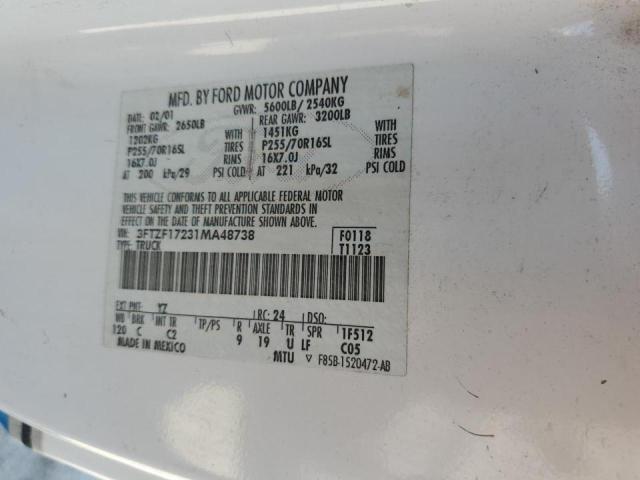 MFD. BY FORD MOTOR COMPANY
02/01 GVWR: 5600LB/ 2540KG
FRONT GAWR: 2650LB REAR GAWR: 3200LB
1202KG WITH 1451KG WITH
P255/70R16SL TIRES P255/70R16SL TIRES
16X7.0J RIMS 16X7.0J RIMS
AT 200 kPa/29 PSI COLD AT 221 kPa/32 PSI COLD
THIS VEHICLE CONFORMS TO ALL APPLICABLE FEDERAL MOTOR
VEHICLE SAFETY AND THEFT PREVENTION STANDARDS IN
EFFECT ON THE DATE OF MANUFACTURE SHOWN ABOVE.
VIN: 3FTZF17231MA48738 F0118
TYPE: TRUCK T1123
EXT PNT: Y7 RC: 24 DSO:
WB BRK INT TR TP/PS R AXLE TR SPR 1F512
120 C C2 9 19 U LF C05
MADE IN MEXICO MTU F85B-1520472-AB